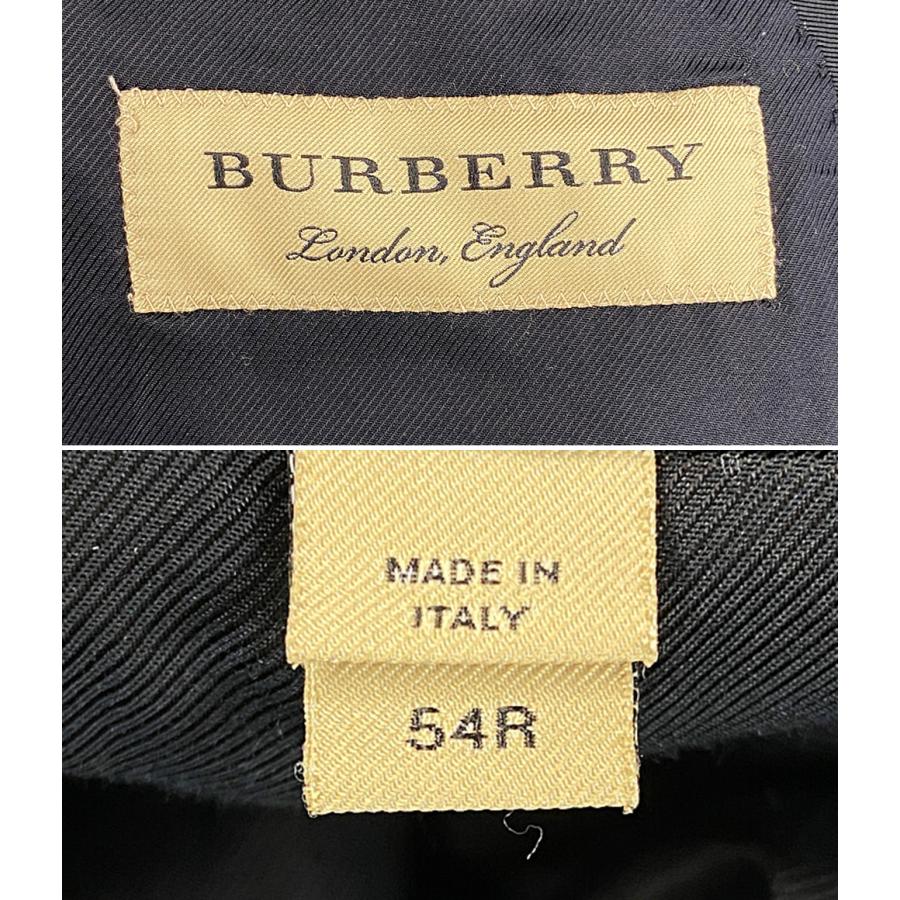 BURBERRY
London, England
MADE IN
ITALY
54R